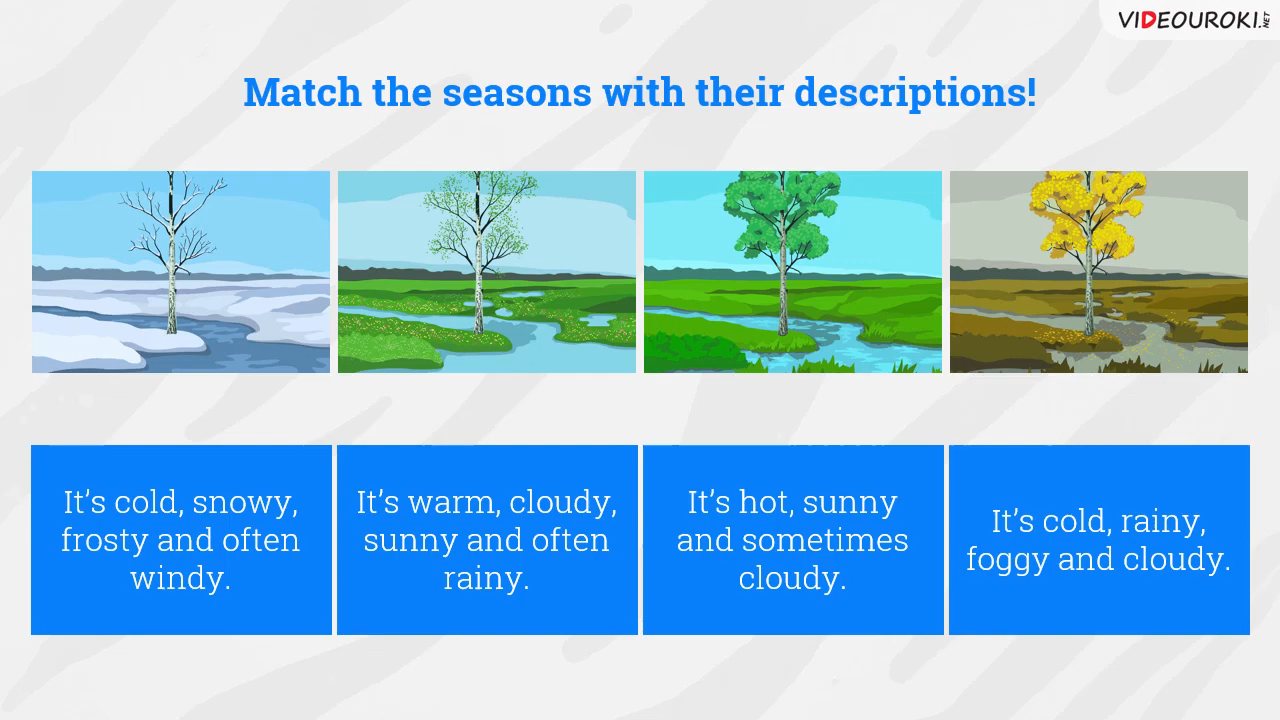 VIDEOUROKI.NET
Match the seasons with their descriptions!
It’s cold, snowy,
frosty and often
windy.
It’s warm, cloudy,
sunny and often
rainy.
It’s hot, sunny
and sometimes
cloudy.
It’s cold, rainy,
foggy and cloudy.